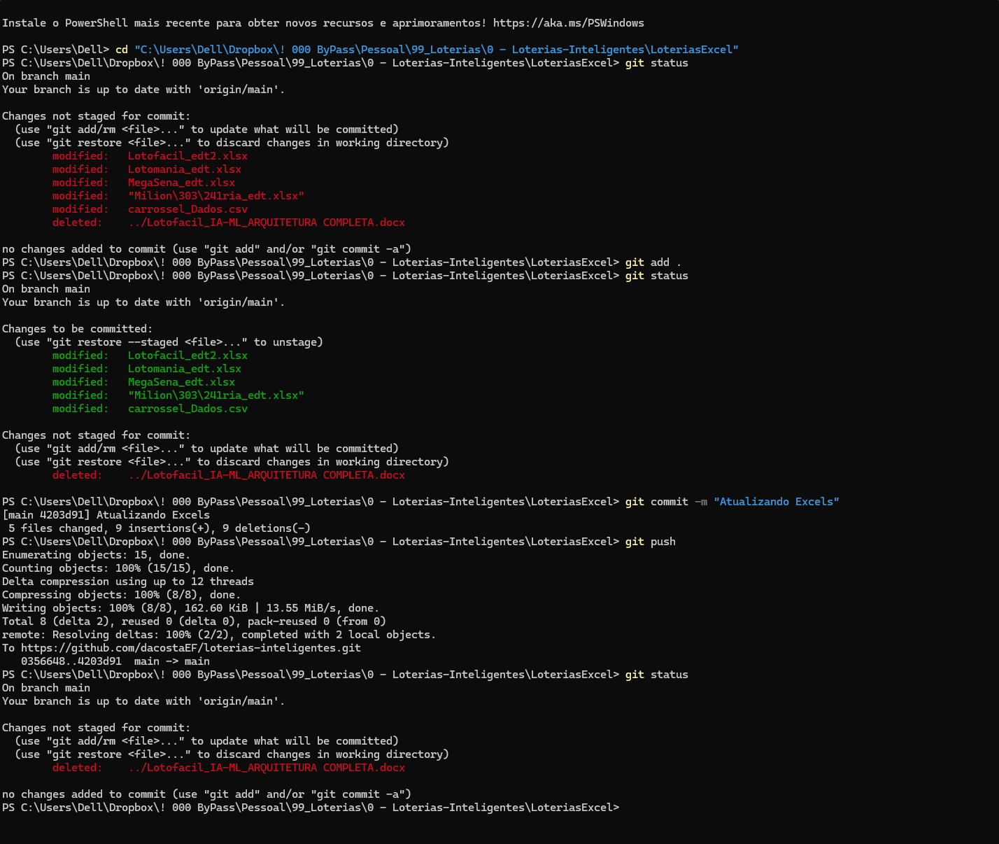 Instale o PowerShell mais recente para obter novos recursos e aprimoramentos! https://aka.ms/PSWindows
PS C:\Users\Dell> cd "C:\Users\Dell\Dropbox\! 000 ByPass\Pessoal\99_Loterias\0 - Loterias-Inteligentes\LoteriasExcel"
PS C:\Users\Dell\Dropbox\! 000 ByPass\Pessoal\99_Loterias\0 - Loterias-Inteligentes\LoteriasExcel> git status
On branch main
Your branch is up to date with 'origin/main'.
Changes not staged for commit:
  (use "git add/rm <file>..." to update what will be committed)
  (use "git restore <file>..." to discard changes in working directory)
        modified:   Lotofacil_edt2.xlsx
        modified:   Lotomania_edt.xlsx
        modified:   MegaSena_edt.xlsx
        modified:   "Milion\303\241ria_edt.xlsx"
        modified:   carrossel_Dados.csv
        deleted:    ../Lotofacil_IA-ML_ARQUITETURA COMPLETA.docx
no changes added to commit (use "git add" and/or "git commit -a")
PS C:\Users\Dell\Dropbox\! 000 ByPass\Pessoal\99_Loterias\0 - Loterias-Inteligentes\LoteriasExcel> git add .
PS C:\Users\Dell\Dropbox\! 000 ByPass\Pessoal\99_Loterias\0 - Loterias-Inteligentes\LoteriasExcel> git status
On branch main
Your branch is up to date with 'origin/main'.
Changes to be committed:
  (use "git restore --staged <file>..." to unstage)
        modified:   Lotofacil_edt2.xlsx
        modified:   Lotomania_edt.xlsx
        modified:   MegaSena_edt.xlsx
        modified:   "Milion\303\241ria_edt.xlsx"
        modified:   carrossel_Dados.csv
Changes not staged for commit:
  (use "git add/rm <file>..." to update what will be committed)
  (use "git restore <file>..." to discard changes in working directory)
        deleted:    ../Lotofacil_IA-ML_ARQUITETURA COMPLETA.docx
PS C:\Users\Dell\Dropbox\! 000 ByPass\Pessoal\99_Loterias\0 - Loterias-Inteligentes\LoteriasExcel> git commit -m "Atualizando Excels"
[main 4203d91] Atualizando Excels
 5 files changed, 9 insertions(+), 9 deletions(-)
PS C:\Users\Dell\Dropbox\! 000 ByPass\Pessoal\99_Loterias\0 - Loterias-Inteligentes\LoteriasExcel> git push
Enumerating objects: 15, done.
Counting objects: 100% (15/15), done.
Delta compression using up to 12 threads
Compressing objects: 100% (8/8), done.
Writing objects: 100% (8/8), 162.60 KiB | 13.55 MiB/s, done.
Total 8 (delta 2), reused 0 (delta 0), pack-reused 0 (from 0)
remote: Resolving deltas: 100% (2/2), completed with 2 local objects.
To https://github.com/dacostaEF/loterias-inteligentes.git
   0356648..4203d91  main -> main
PS C:\Users\Dell\Dropbox\! 000 ByPass\Pessoal\99_Loterias\0 - Loterias-Inteligentes\LoteriasExcel> git status
On branch main
Your branch is up to date with 'origin/main'.
Changes not staged for commit:
  (use "git add/rm <file>..." to update what will be committed)
  (use "git restore <file>..." to discard changes in working directory)
        deleted:    ../Lotofacil_IA-ML_ARQUITETURA COMPLETA.docx
no changes added to commit (use "git add" and/or "git commit -a")
PS C:\Users\Dell\Dropbox\! 000 ByPass\Pessoal\99_Loterias\0 - Loterias-Inteligentes\LoteriasExcel>